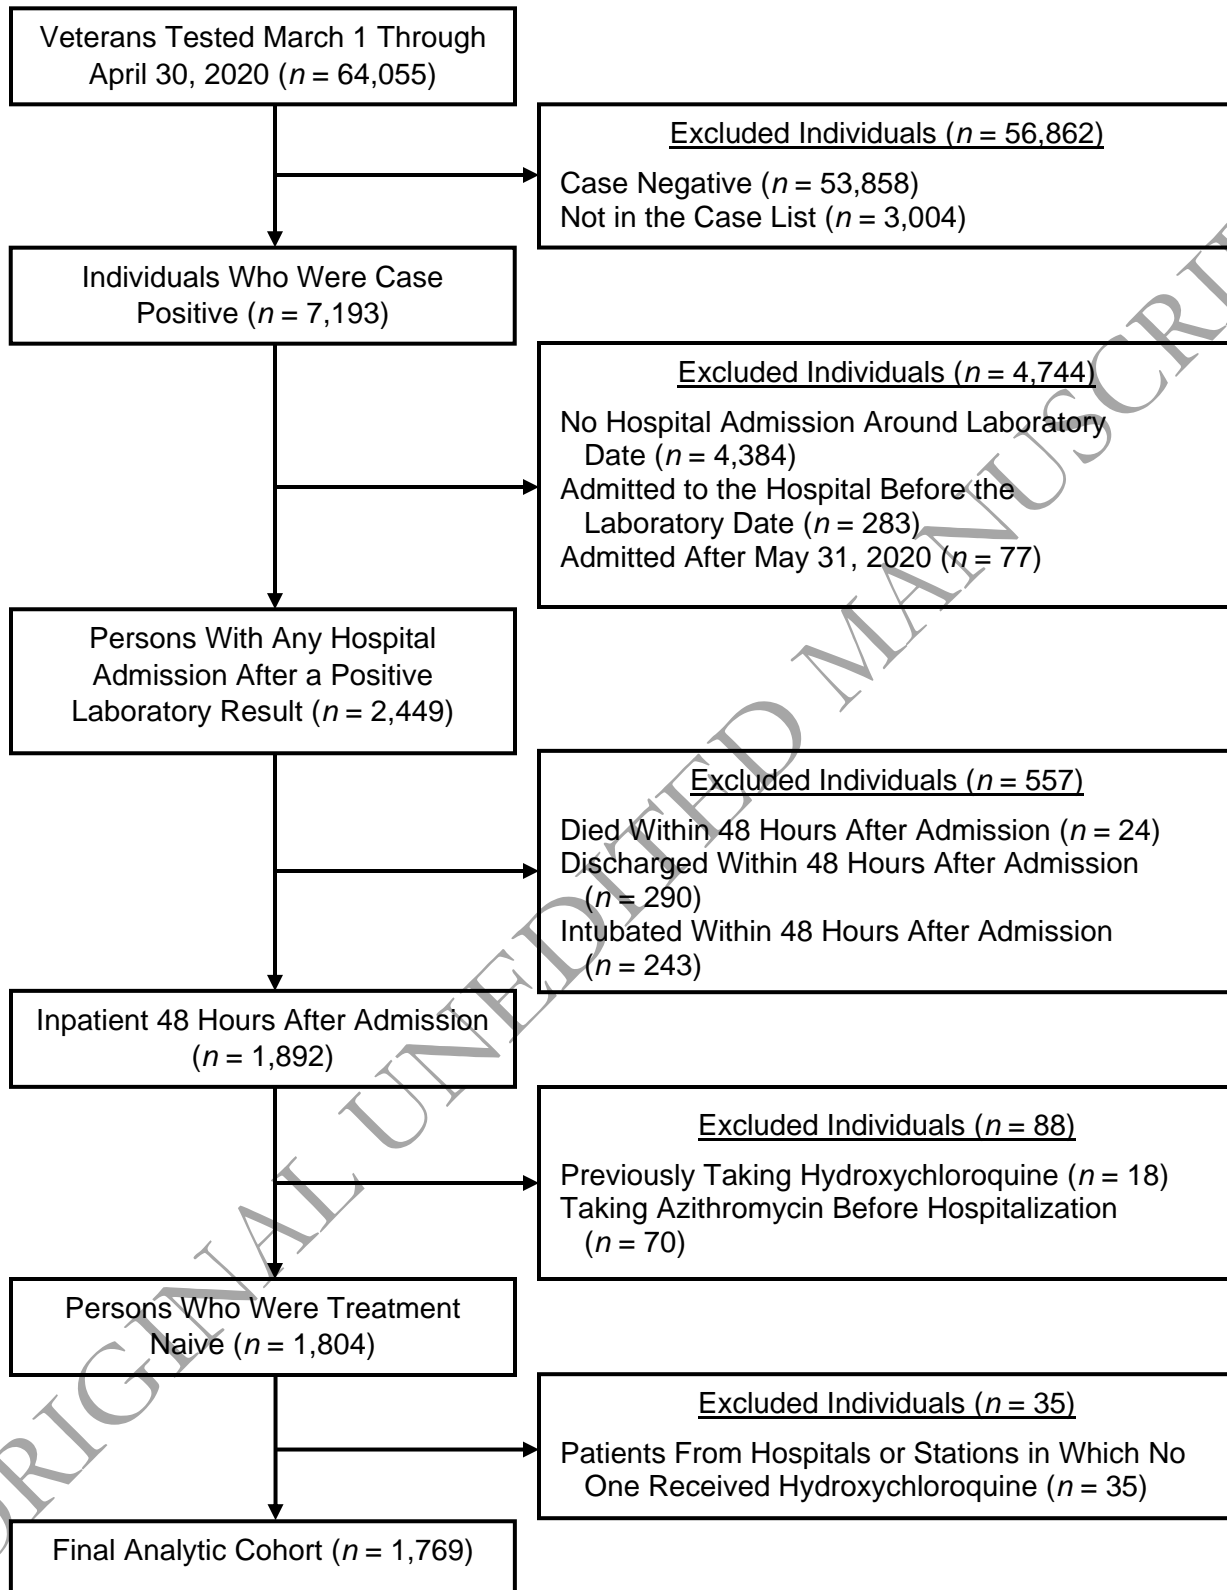 Veterans Tested March 1 Through
April 30, 2020 (n = 64,055)
Excluded Individuals (n = 56,862)
Case Negative (n = 53,858)
Not in the Case List (n = 3,004)
Individuals Who Were Case
Positive (n = 7,193)
Excluded Individuals (n = 4,744)
No Hospital Admission Around Laboratory
Date (n = 4,384)
Admitted to the Hospital Before the
Laboratory Date (n = 283)
Admitted After May 31, 2020 (n = 77)
Persons With Any Hospital
Admission After a Positive
Laboratory Result (n = 2,449)
Excluded Individuals (n = 557)
Died Within 48 Hours After Admission (n = 24)
Discharged Within 48 Hours After Admission
(n = 290)
Intubated Within 48 Hours After Admission
(n = 243)
Inpatient 48 Hours After Admission
(n = 1,892)
Excluded Individuals (n = 88)
Previously Taking Hydroxychloroquine (n = 18)
Taking Azithromycin Before Hospitalization
(n = 70)
Persons Who Were Treatment
Naive (n = 1,804)
Excluded Individuals (n = 35)
Patients From Hospitals or Stations in Which No
One Received Hydroxychloroquine (n = 35)
Final Analytic Cohort (n = 1,769)
ORIGINAL UNEDITED MANUSCRI